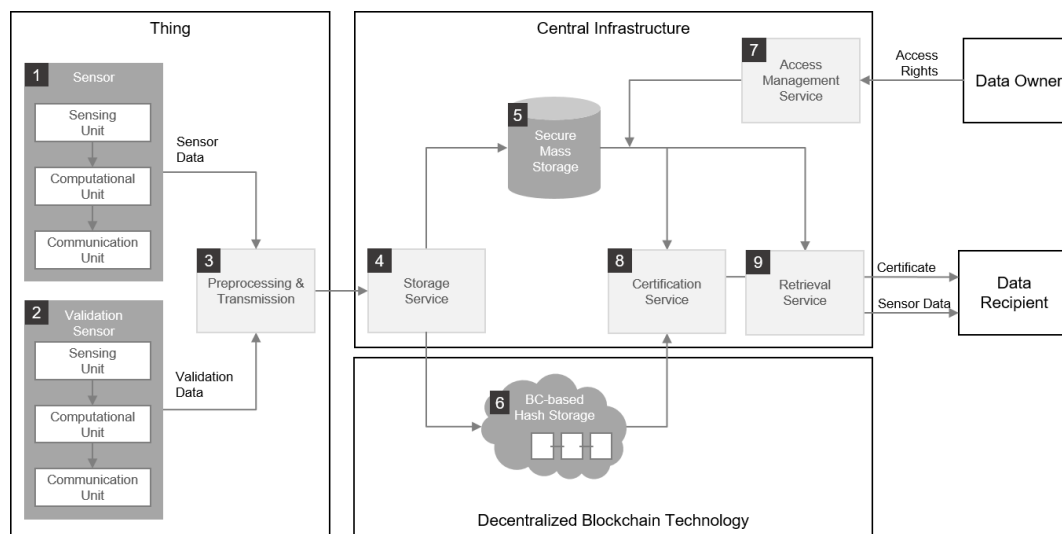 Thing
1
Sensor
Sensing
Unit
Computational
Unit
Communication
Unit
Sensor
Data
2
Validation
Sensor
Sensing
Unit
Computational
Unit
Communication
Unit
Validation
Data
3
Preprocessing &
Transmission
Central Infrastructure
4
Storage
Service
5
Secure
Mass
Storage
7
Access
Management
Service
8
Certification
Service
9
Retrieval
Service
Access
Rights
Data Owner
Certificate
Sensor Data
Data
Recipient
6
BC-based
Hash Storage
Decentralized Blockchain Technology